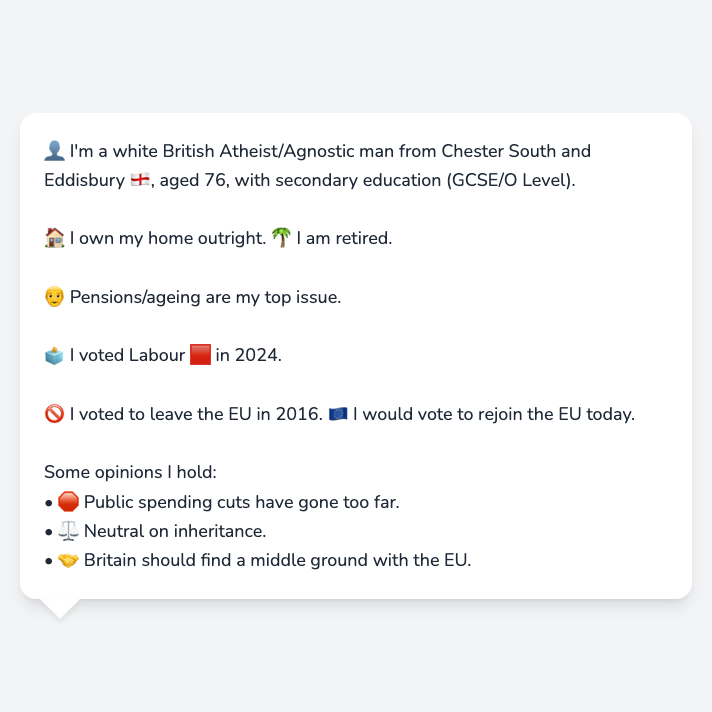 👤 I'm a white British Atheist/Agnostic man from Chester South and
Eddisbury 🏴󠁧󠁢󠁥󠁮󠁧󠁿, aged 76, with secondary education (GCSE/O Level).
🏠 I own my home outright. 🌴 I am retired.
👴 Pensions/ageing are my top issue.
🗳️ I voted Labour 🟥 in 2024.
🚫 I voted to leave the EU in 2016. 🇪🇺 I would vote to rejoin the EU today.
Some opinions I hold:
• 🛑 Public spending cuts have gone too far.
• ⚖️ Neutral on inheritance.
• 🤝 Britain should find a middle ground with the EU.